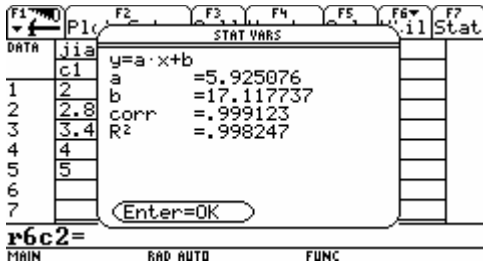 F1 F2 F3 F4 F5 F6 F7
Stat
STAT VARS
DATA jia
c1
y=a·x+b
a =5.925076
b =17.117737
corr =.999123
R² =.998247
1 2
2 2.8
3 3.4
4 4
5 5
6
7
Enter=OK
r6c2=
MAIN RAD AUTO FUNC